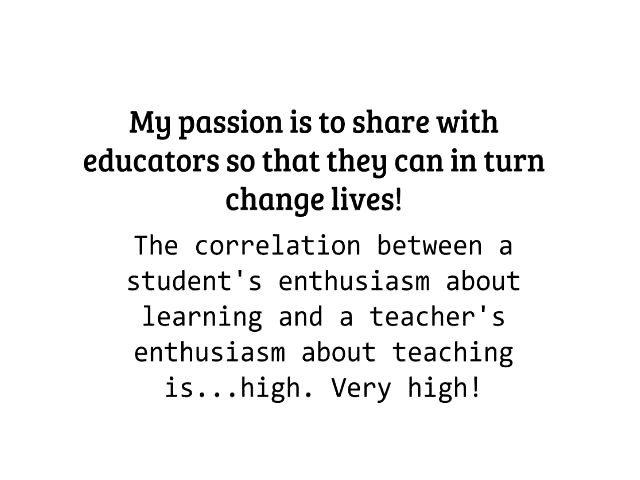 My passion is to share with
educators so that they can in turn
change lives!
The correlation between a
student's enthusiasm about
learning and a teacher's
enthusiasm about teaching
is...high. Very high!